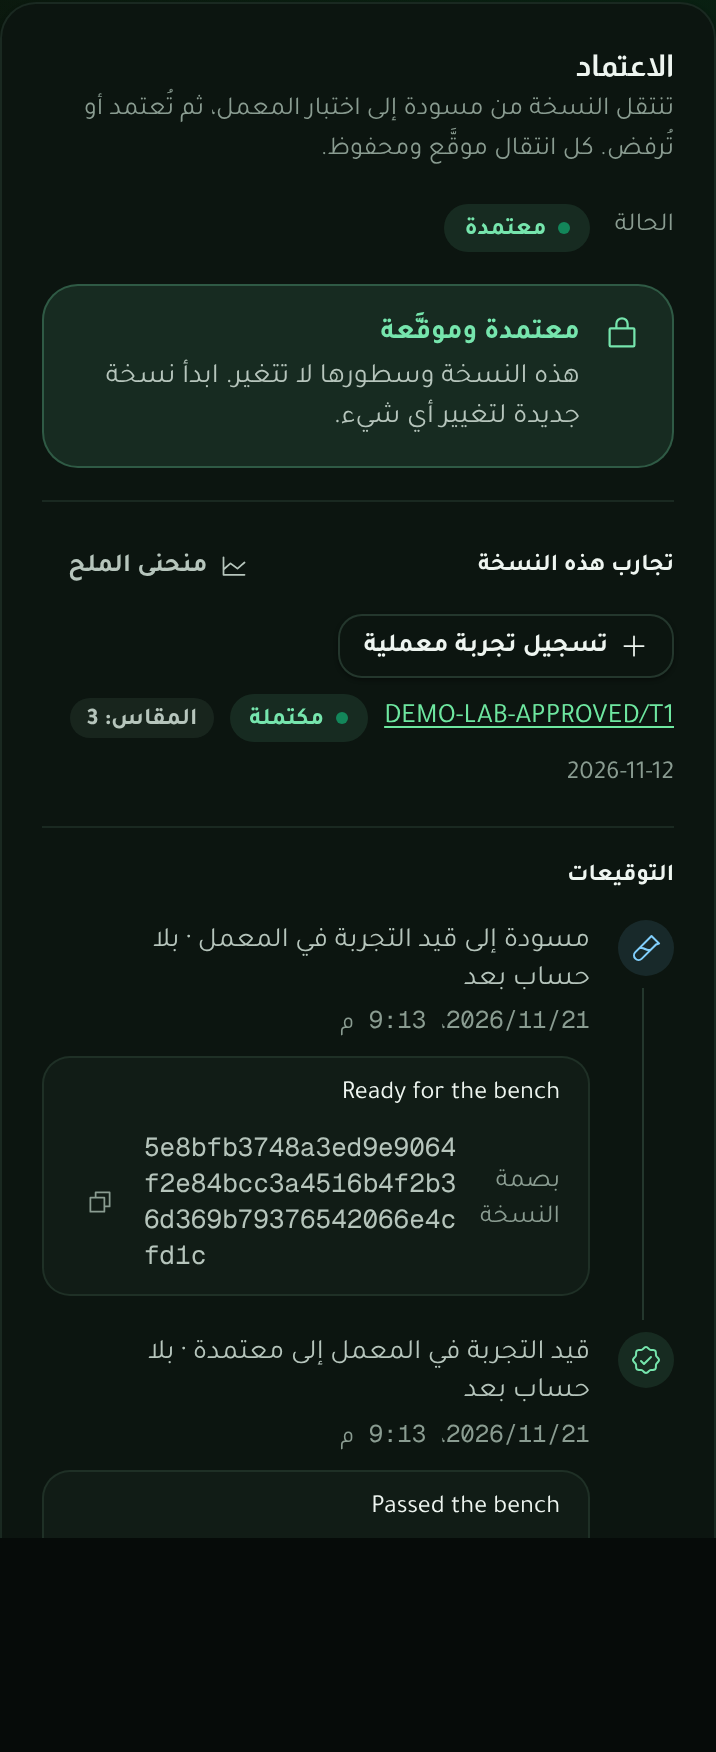 الاعتماد
تنتقل النسخة من مسودة إلى اختبار المعمل، ثم تُعتمد أو
تُرفض. كل انتقال موقَّع ومحفوظ.
الحالة
معتمدة
معتمدة وموقَّعة
هذه النسخة وسطورها لا تتغير. ابدأ نسخة
جديدة لتغيير أي شيء.
تجارب هذه النسخة
منحنى الملح
تسجيل تجربة معملية
DEMO-LAB-APPROVED/T1
مكتملة
المقاس: 3
2026-11-12
التوقيعات
مسودة إلى قيد التجربة في المعمل · بلا
حساب بعد
2026/11/21، 9:13 م
Ready for the bench
بصمة
النسخة
5e8bfb3748a3ed9e9064
f2e84bcc3a4516b4f2b3
6d369b79376542066e4c
fd1c
قيد التجربة في المعمل إلى معتمدة · بلا
حساب بعد
2026/11/21، 9:13 م
Passed the bench